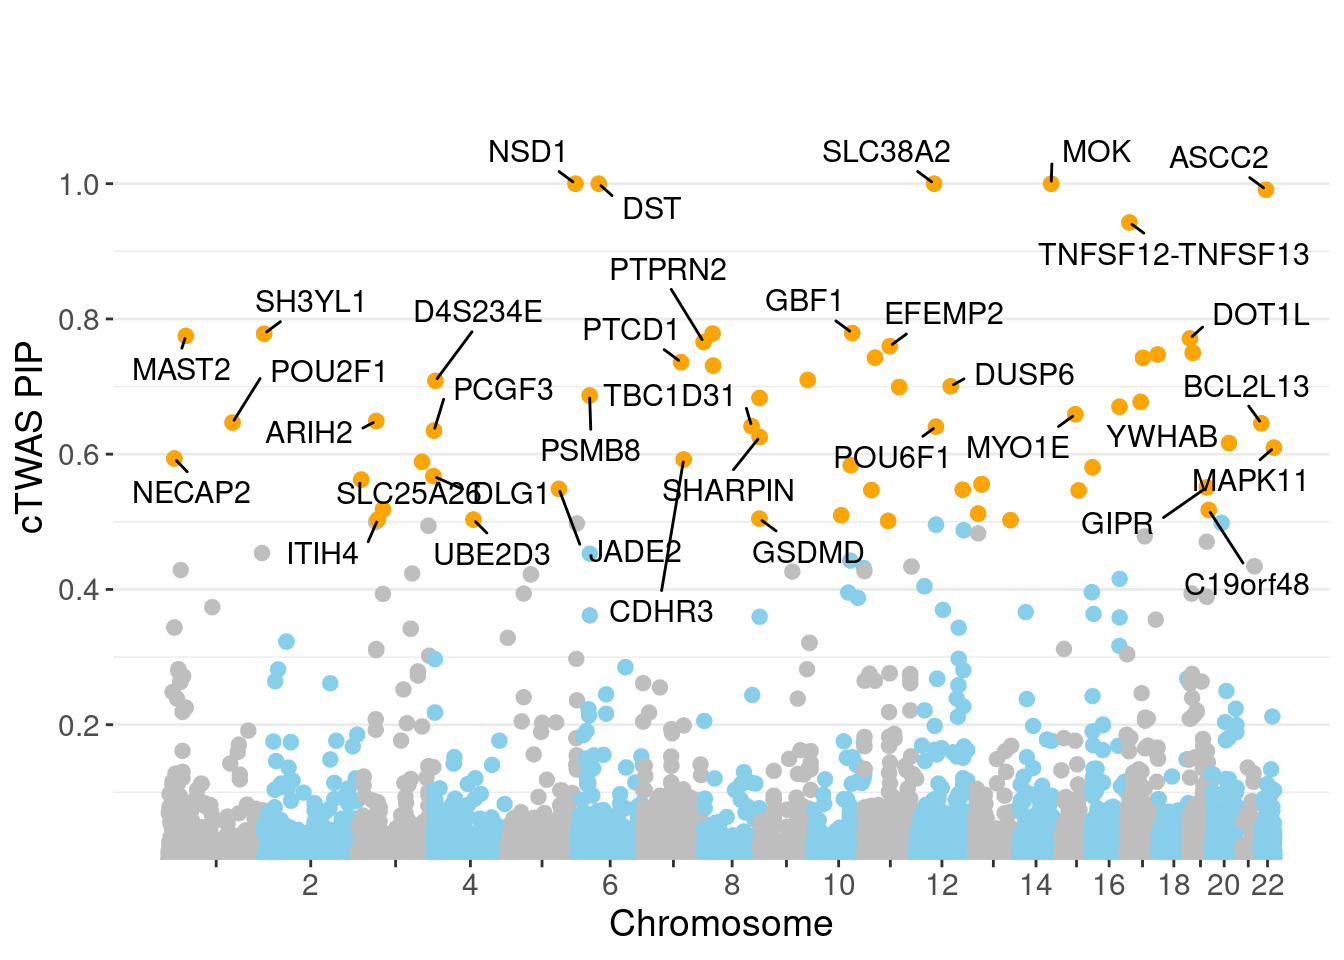 NSD1
SLC38A2
MOK
ASCC2
1.0
DST
TNFSF12-TNFSF13
PTPRN2
SH3YL1
D4S234E
GBF1
EFEMP2
DOT1L
0.8
PTCD1
MAST2
POU2F1
PCGF3
TBC1D31
DUSP6
BCL2L13
ARIH2
PSMB8
POU6F1
MYO1E
YWHAB
0.6
NECAP2
SLC25A26
DLG1
SHARPIN
MAPK11
GIPR
ITIH4
UBE2D3
JADE2
GSDMD
0.4
CDHR3
C19orf48
0.2
cTWAS PIP
2
4
6
8
10
12
14
16
18
20
22
Chromosome